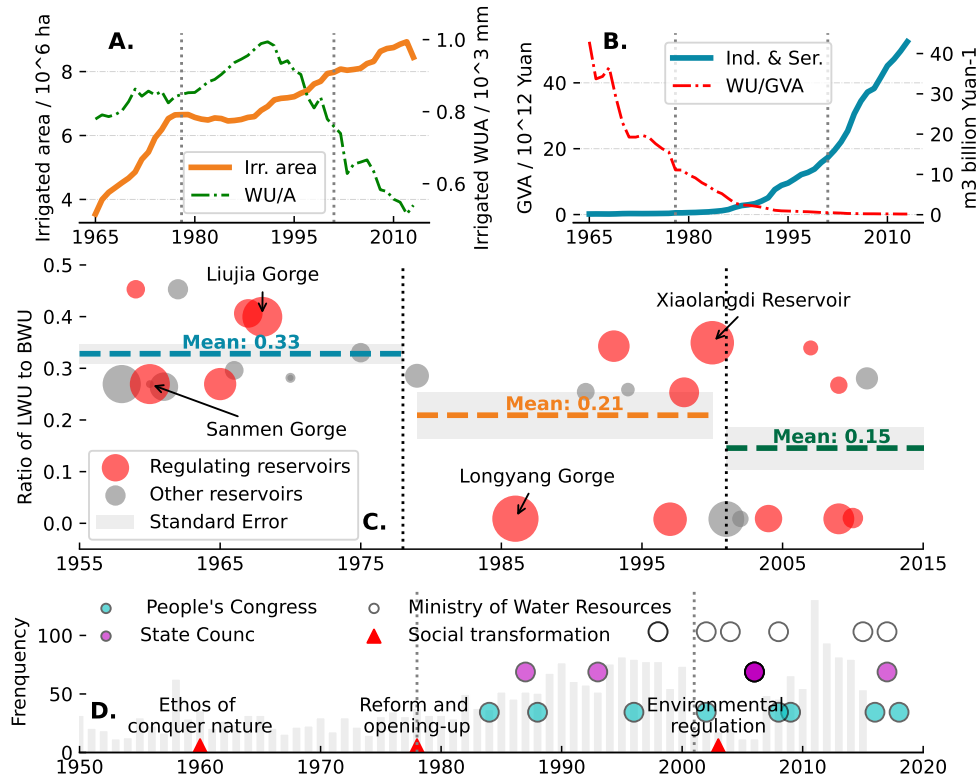 A.
Irrigated area / 10^6 ha
8
6
4
1.0
0.8
0.6
Irrigated WUA / 10^3 mm
Irr. area
WU/A
1965
1980
1995
2010
B.
GVA / 10^12 Yuan
40
20
0
40
30
20
10
0
m3 billion Yuan-1
Ind. & Ser.
WU/GVA
1965
1980
1995
2010
Ratio of LWU to BWU
0.5
0.4
0.3
0.2
0.1
0.0
Liujia Gorge
Xiaolangdi Reservoir
Mean: 0.33
Sanmen Gorge
Mean: 0.21
Mean: 0.15
Longyang Gorge
Regulating reservoirs
Other reservoirs
Standard Error
C.
1955
1965
1975
1985
1995
2005
2015
Frenquency
100
50
0
People's Congress
State Counc
Ministry of Water Resources
Social transformation
D.
Ethos of
conquer nature
Reform and
opening-up
Environmental
regulation
1950
1960
1970
1980
1990
2000
2010
2020